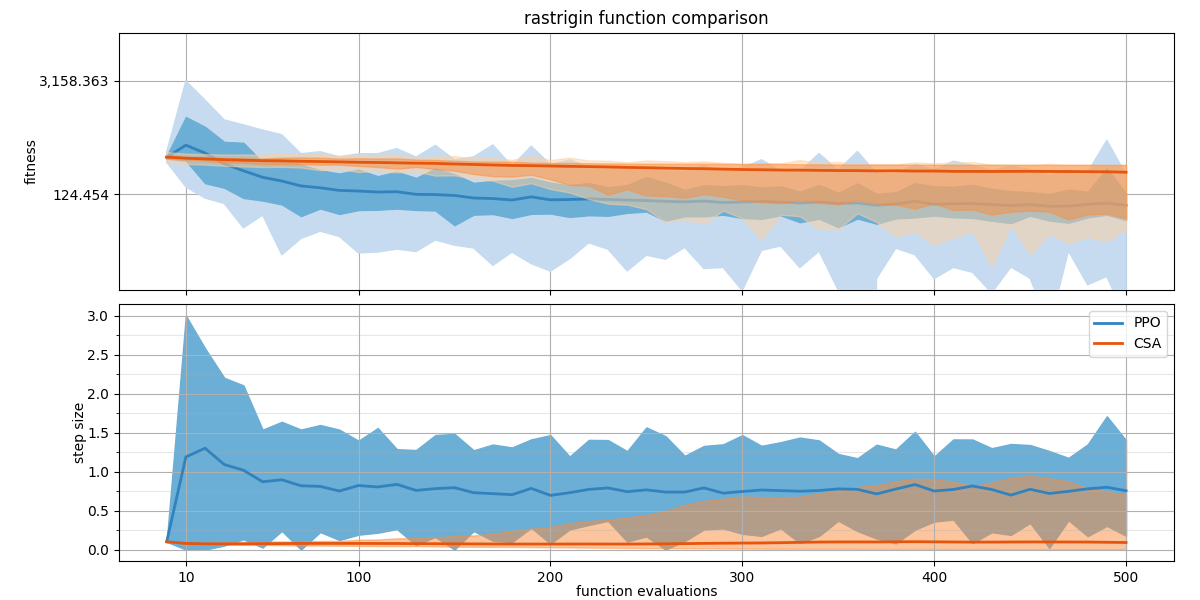 rastrigin function comparison
3,158.363
fitness
124.454
3.0
2.5
2.0
1.5
step size
1.0
0.5
0.0
PPO
CSA
10
100
200
300
400
500
function evaluations